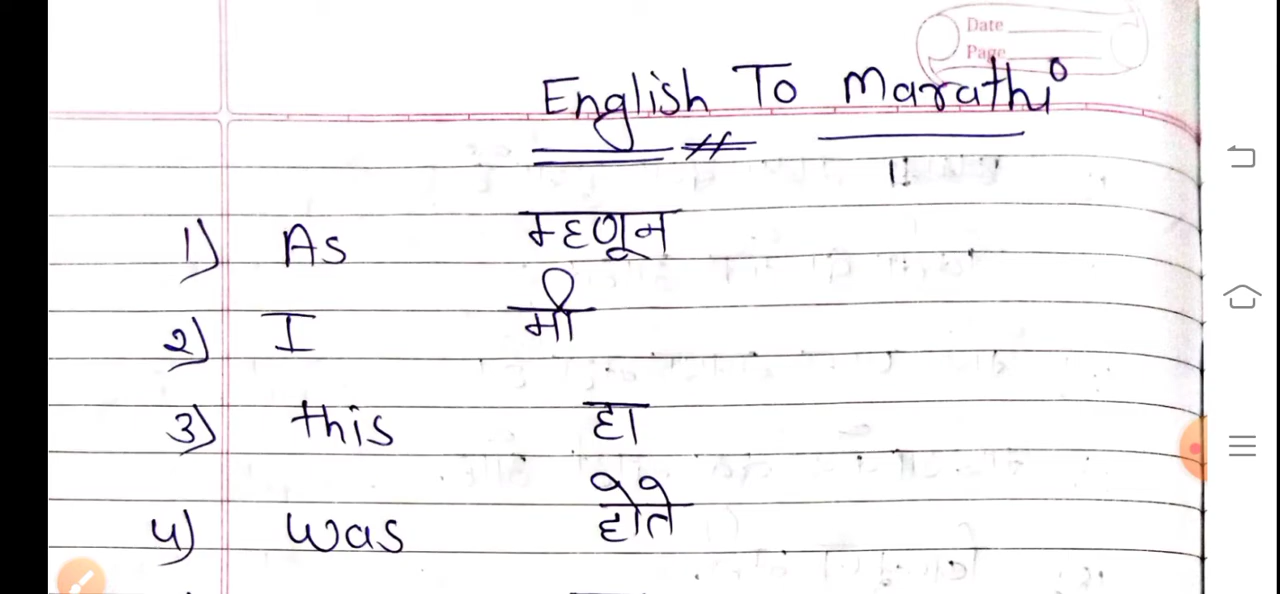 Date
Page
English To Marathi
1) As म्हणून
2) I मी
3) this हा
4) was होते